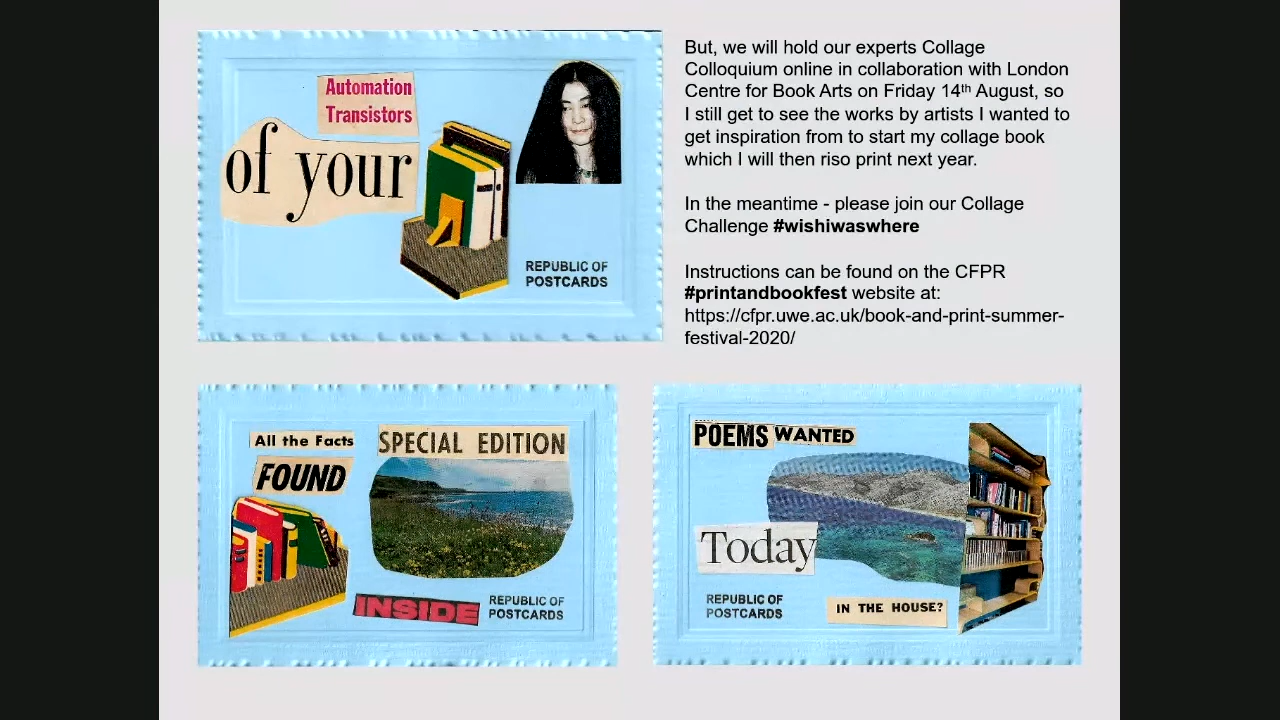 Automation
Transistors
of your
REPUBLIC OF
POSTCARDS
But, we will hold our experts Collage
Colloquium online in collaboration with London
Centre for Book Arts on Friday 14th August, so
I still get to see the works by artists I wanted to
get inspiration from to start my collage book
which I will then riso print next year.
In the meantime - please join our Collage
Challenge #wishiwaswhere
Instructions can be found on the CFPR
#printandbookfest website at:
https://cfpr.uwe.ac.uk/book-and-print-summer-
festival-2020/
All the Facts
FOUND
SPECIAL EDITION
INSIDE
REPUBLIC OF
POSTCARDS
POEMS WANTED
Today
REPUBLIC OF
POSTCARDS
IN THE HOUSE?